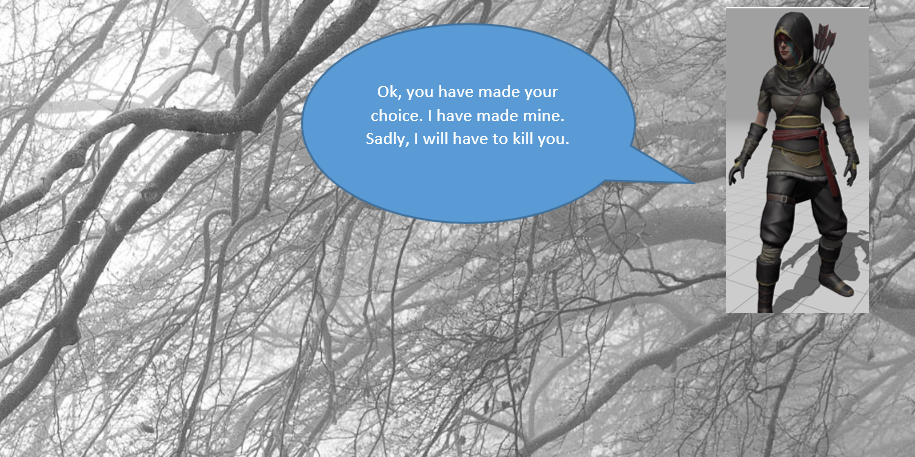 Ok, you have made your
choice. I have made mine.
Sadly, I will have to kill you.